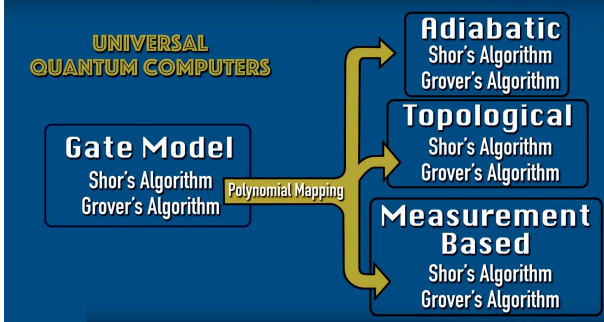 UNIVERSAL
QUANTUM COMPUTERS
Gate Model
Shor's Algorithm
Grover's Algorithm
Polynomial Mapping
Adiabatic
Shor's Algorithm
Grover's Algorithm
Topological
Shor's Algorithm
Grover's Algorithm
Measurement
Based
Shor's Algorithm
Grover's Algorithm